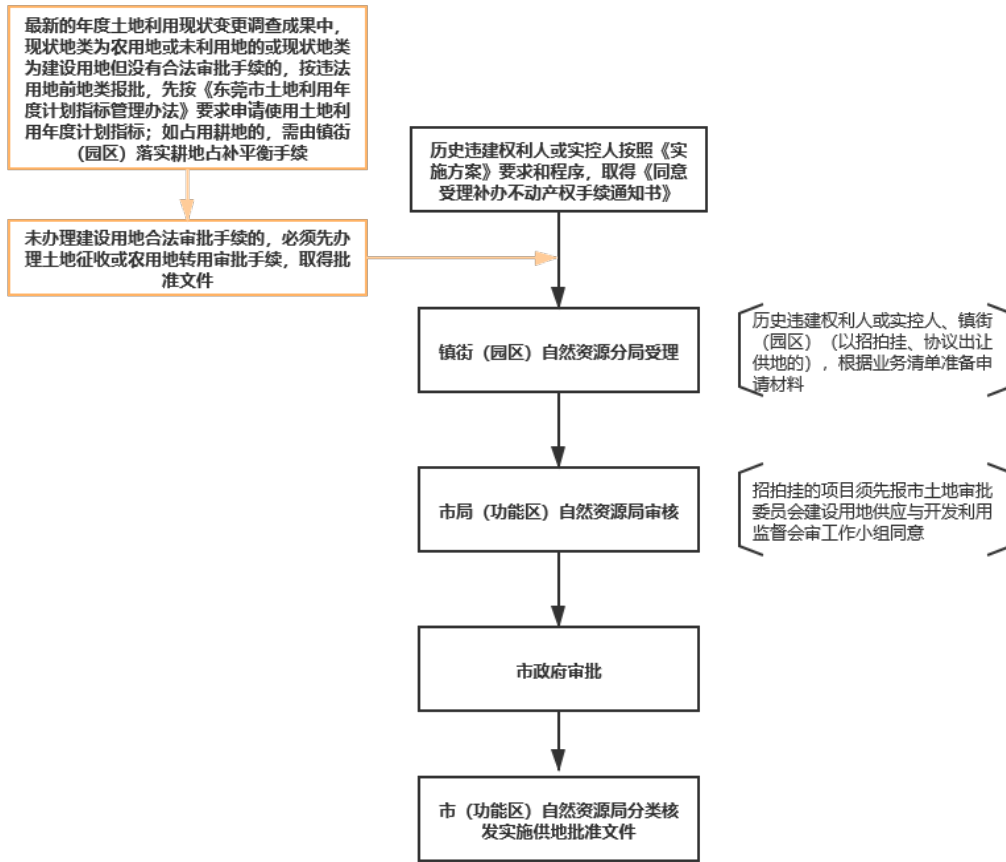 最新的年度土地利用现状变更调查成果中，
现状地类为农用地或未利用地的或现状地类
为建设用地但没有合法审批手续的，按违法
用地前地类报批，先按《东莞市土地利用年
度计划指标管理办法》要求申请使用土地利
用年度计划指标；如占用耕地的，需由镇街
（园区）落实耕地占补平衡手续
历史违建权利人或实控人按照《实
施方案》要求和程序，取得《同意
受理补办不动产权手续通知书》
未办理建设用地合法审批手续的，必须先办
理土地征收或农用地转用审批手续，取得批
准文件
镇街（园区）自然资源分局受理
历史违建权利人或实控人、镇街
（园区）（以招拍挂、协议出让
供地的），根据业务清单准备申
请材料
市局（功能区）自然资源局审核
招拍挂的项目须先报市土地审批
委员会建设用地供应与开发利用
监督会审工作小组同意
市政府审批
市（功能区）自然资源局分类核
发实施供地批准文件